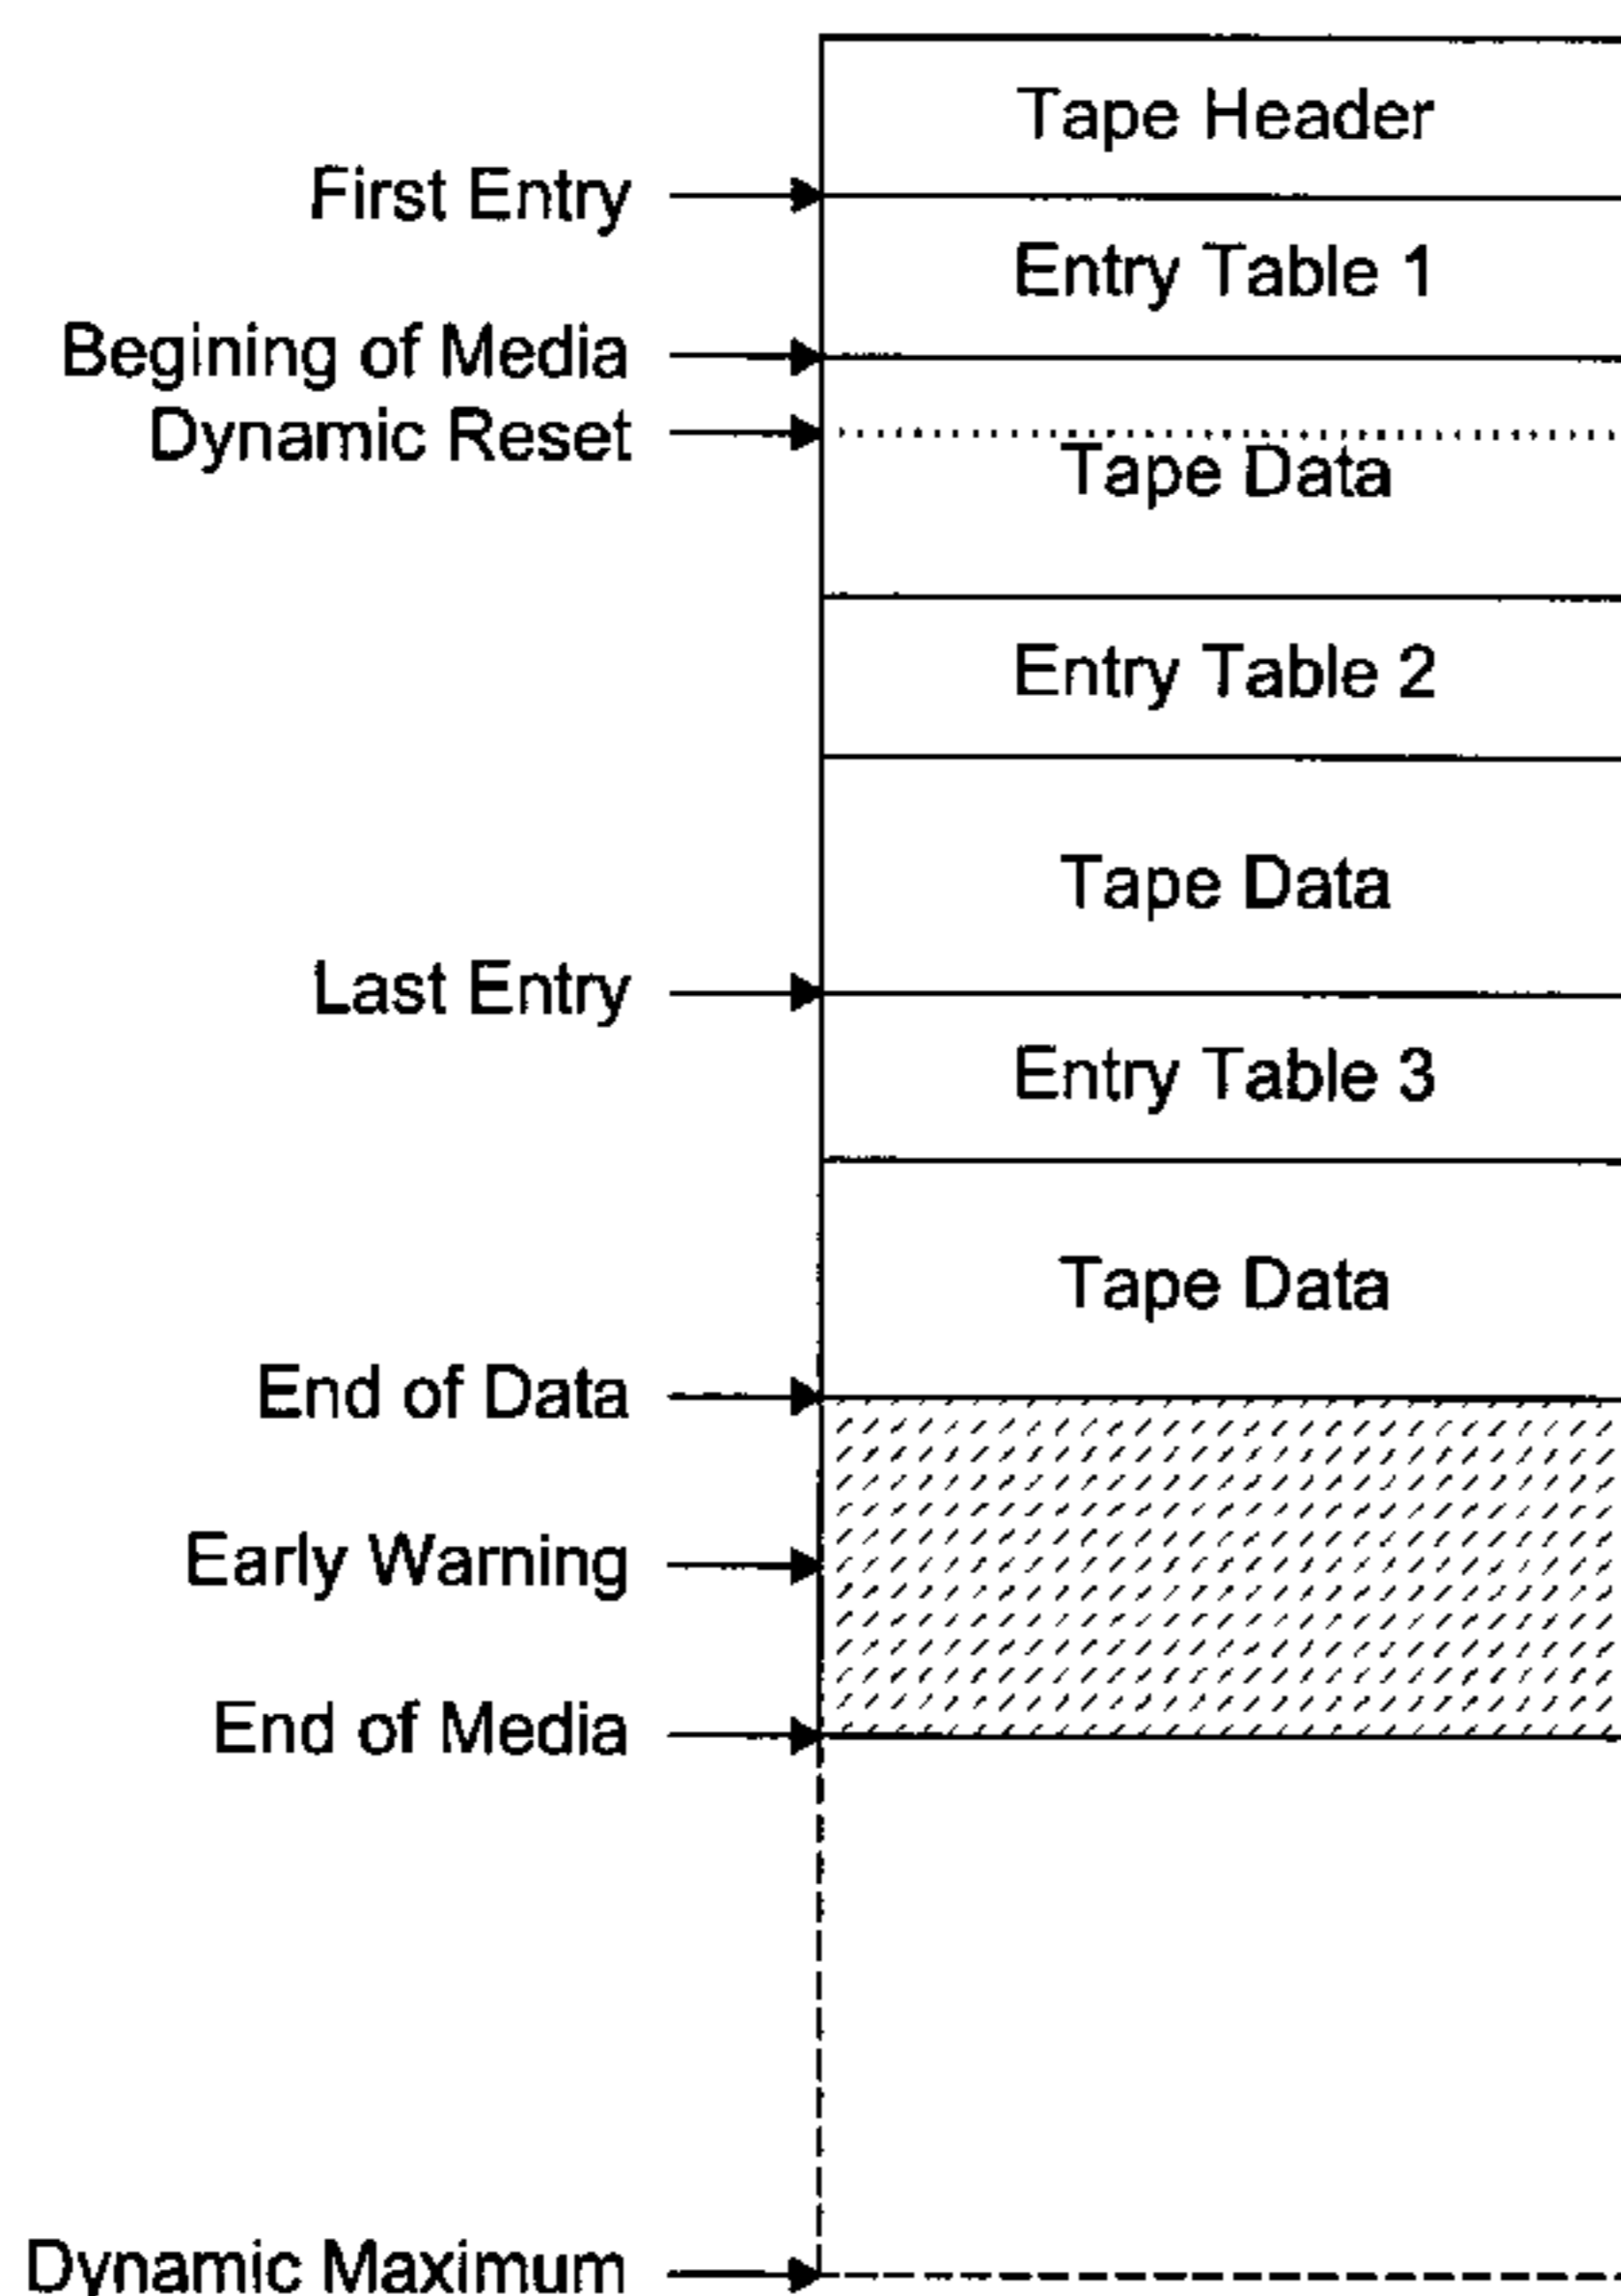 Tape Header
First Entry
Entry Table 1
Begining of Media
Dynamic Reset
Tape Data
Entry Table 2
Tape Data
Last Entry
Entry Table 3
Tape Data
End of Data
Early Warning
End of Media
Dynamic Maximum